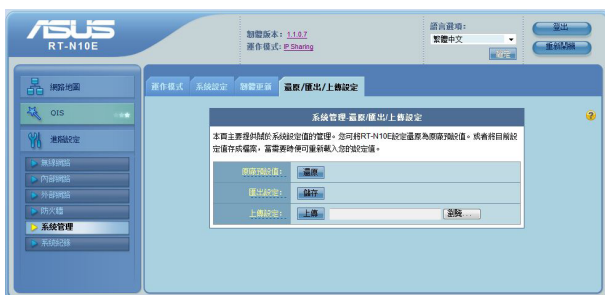 ASUS
RT-N10E
韌體版本: 1.1.0.7
運作模式: IP Sharing
語言選項:
繁體中文
登出
重新開機
網路地圖
QIS
進階設定
無線網路
內部網路
外部網路
防火牆
系統管理
系統紀錄
運作模式 系統設定 韌體更新 還原/匯出/上傳設定
系統管理-還原/匯出/上傳設定
本頁主要提供關於系統設定值的管理。您可將RT-N10E設定還原為原廠預設值。或者將目前設
定值存成檔案，當需要時便可重新載入您的設定值。
原廠預設值: 還原
匯出設定: 儲存
上傳設定: 上傳 瀏覽...